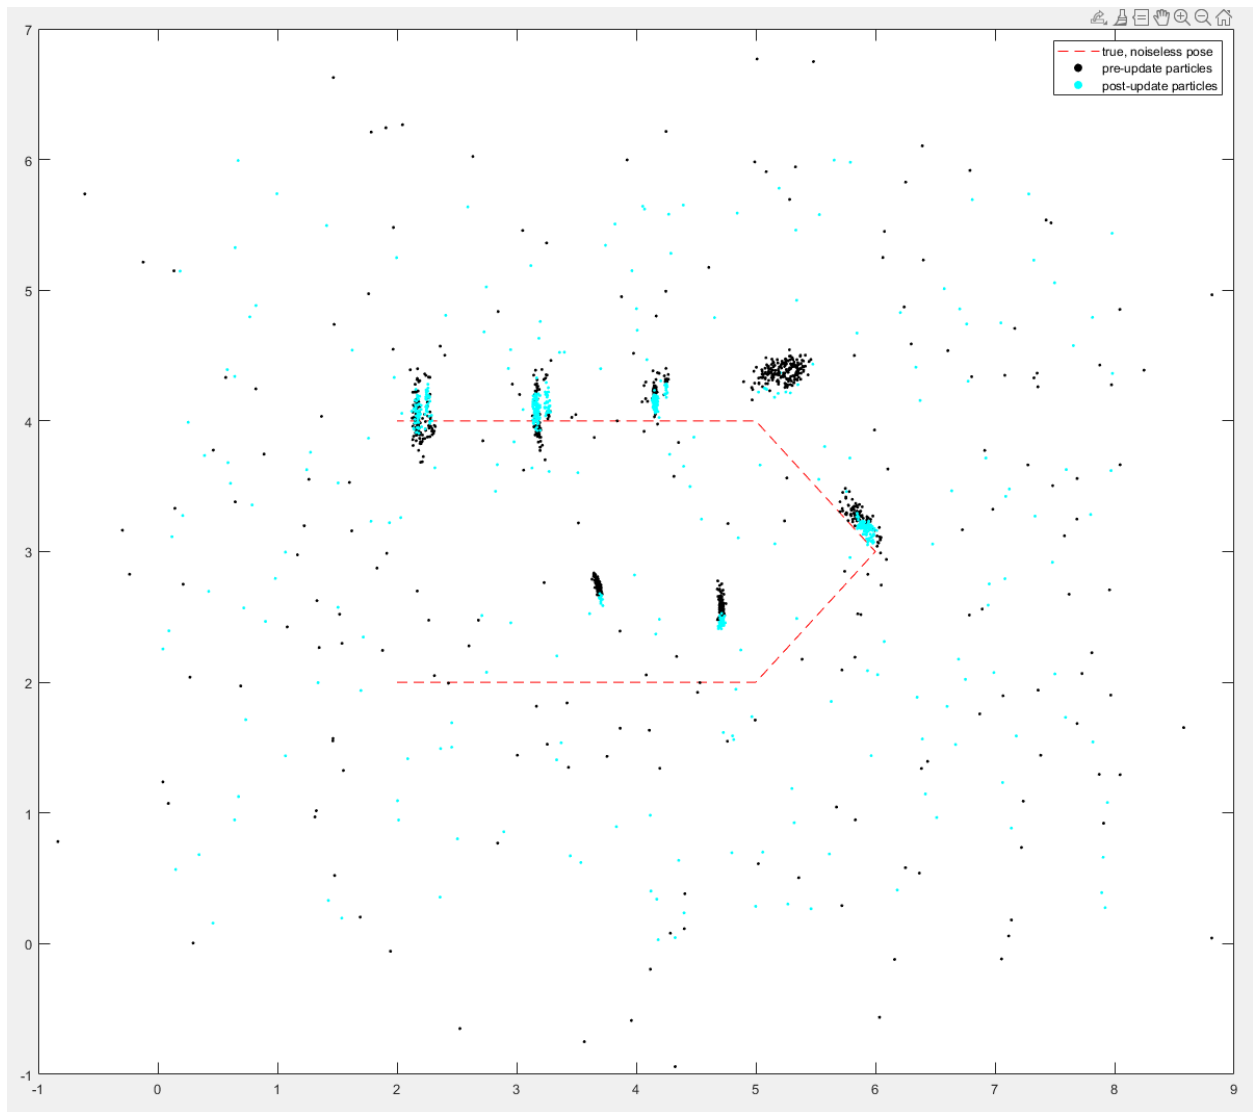 7
true, noiseless pose
pre-update particles
post-update particles
6
5
4
3
2
1
0
-1
-1 0 1 2 3 4 5 6 7 8 9